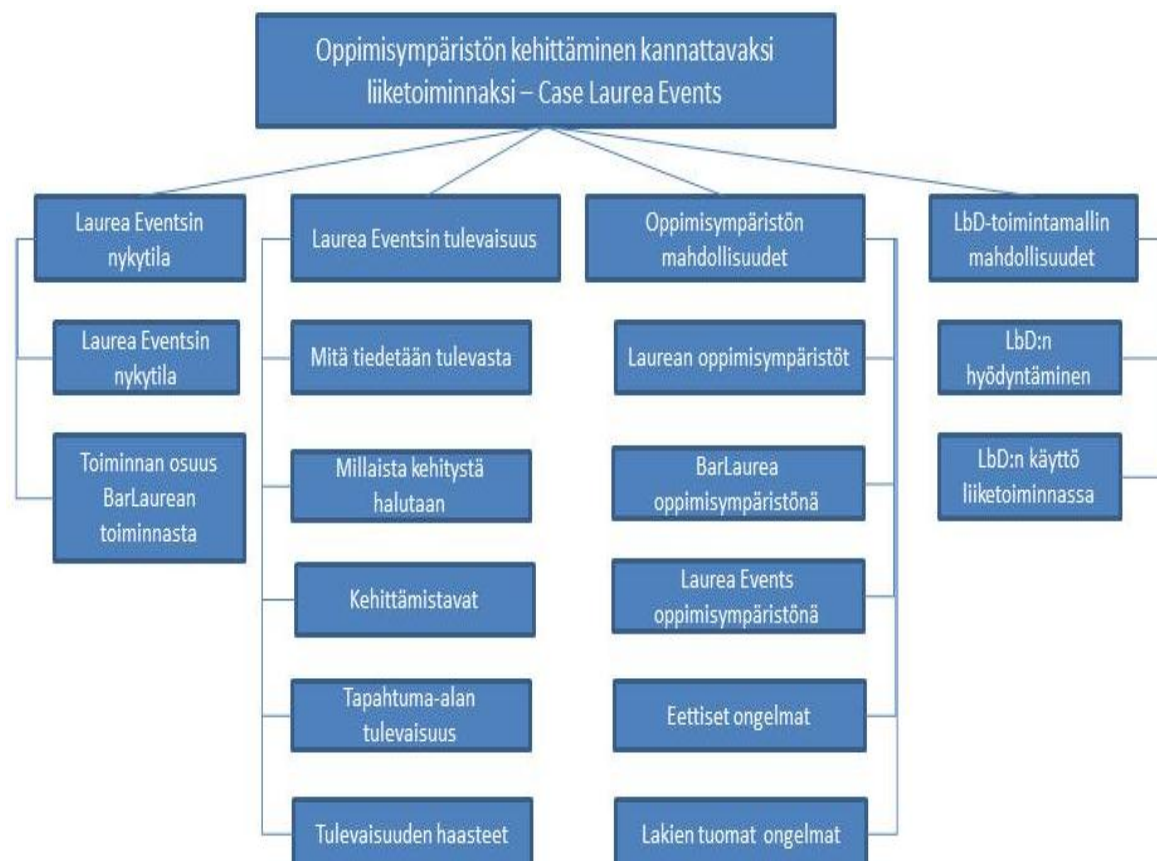 Oppimisympäristön kehittäminen kannattavaksi
liiketoiminnaksi – Case Laurea Events
Laurea Eventsin
nykytila
Laurea Eventsin
nykytila
Toiminnan osuus
BarLaurean
toiminnasta
Laurea Eventsin tulevaisuus
Mitä tiedetään tulevasta
Millaista kehitystä
halutaan
Kehittämistavat
Tapahtuma-alan
tulevaisuus
Tulevaisuuden haasteet
Oppimisympäristön
mahdollisuudet
Laurean oppimisympäristöt
BarLaurea
oppimisympäristönä
Laurea Events
oppimisympäristönä
Eettiset ongelmat
Lakien tuomat ongelmat
LbD-toimintamallin
mahdollisuudet
LbD:n
hyödyntäminen
LbD:n käyttö
liiketoiminnassa